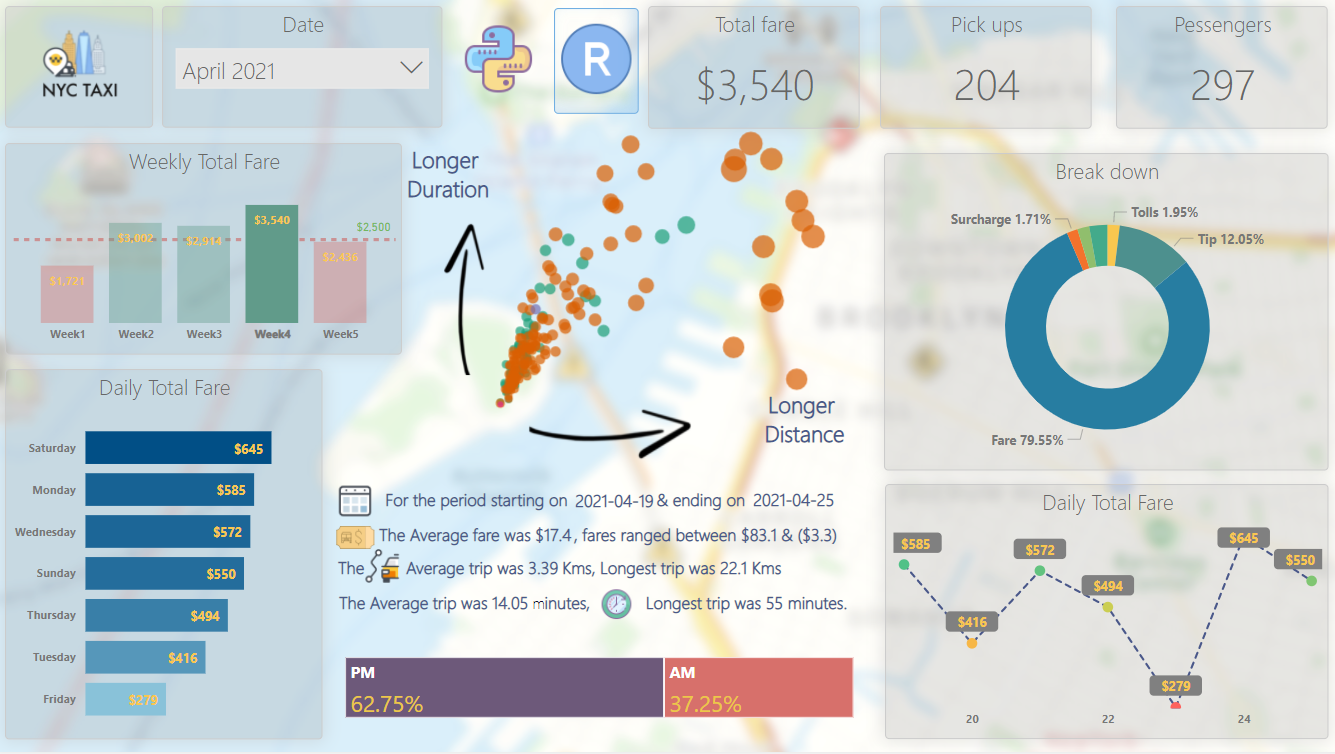 NYC TAXI
Date
April 2021
R
Total fare
$3,540
Pick ups
204
Passengers
297
Weekly Total Fare
$1,721
$3,002
$2,914
$3,540
$2,436
$2,500
Week1 Week2 Week3 Week4 Week5
Longer
Duration
Longer
Distance
Break down
Surcharge 1.71%
Tolls 1.95%
Tip 12.05%
Fare 79.55%
Daily Total Fare
Saturday $645
Monday $585
Wednesday $572
Sunday $550
Thursday $494
Tuesday $416
Friday $279
For the period starting on 2021-04-19 & ending on 2021-04-25
The Average fare was $17.4 , fares ranged between $83.1 & ($3.3)
The Average trip was 3.39 Kms, Longest trip was 22.1 Kms
The Average trip was 14.05 minutes, Longest trip was 55 minutes.
PM
62.75%
AM
37.25%
Daily Total Fare
$585
$416
$572
$494
$279
$645
$550
20 22 24